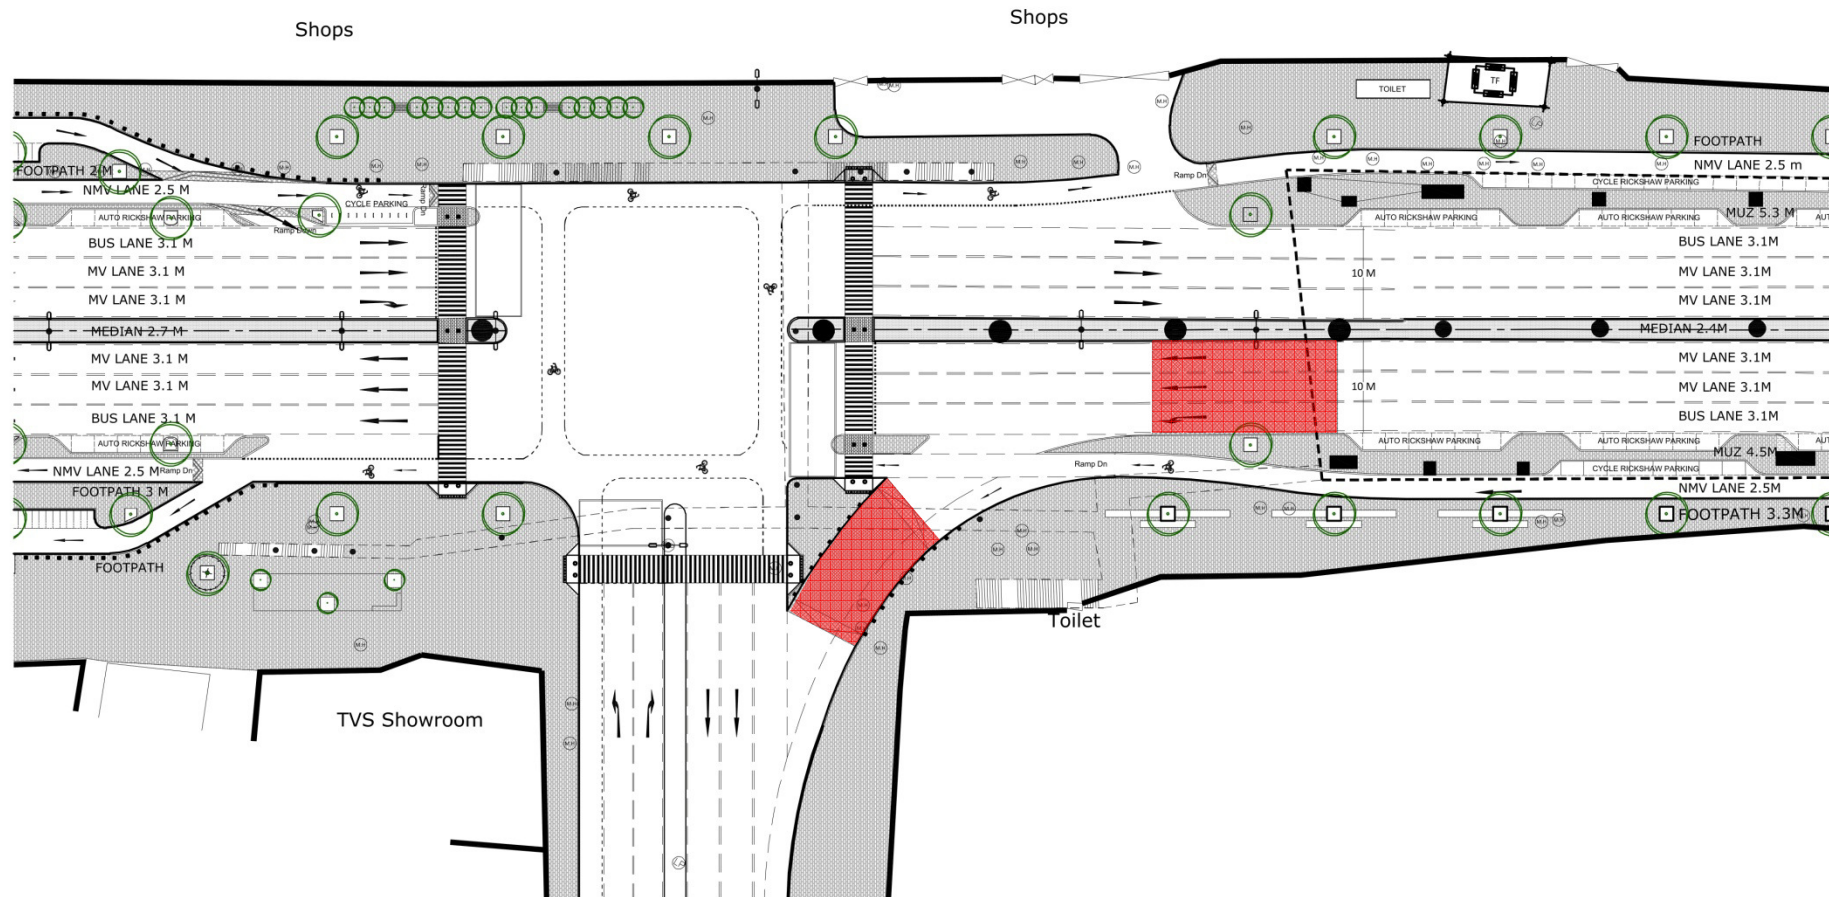 Shops
Shops
TOILET
TF
FOOTPATH
FOOTPATH 2 M
NMV LANE 2.5 m
Ramp Dn
NMV LANE 2.5 M
Ramp Dn
CYCLE PARKING
CYCLE RICKSHAW PARKING
AUTO RICKSHAW PARKING
Ramp Down
AUTO RICKSHAW PARKING
AUTO RICKSHAW PARKING
MUZ 5.3 M
BUS LANE 3.1 M
BUS LANE 3.1M
MV LANE 3.1 M
10 M
MV LANE 3.1M
MV LANE 3.1 M
MV LANE 3.1M
MEDIAN 2.7 M
MEDIAN 2.4M
MV LANE 3.1 M
MV LANE 3.1M
MV LANE 3.1 M
10 M
MV LANE 3.1M
BUS LANE 3.1 M
BUS LANE 3.1M
AUTO RICKSHAW PARKING
AUTO RICKSHAW PARKING
AUTO RICKSHAW PARKING
MUZ 4.5M
NMV LANE 2.5 M
Ramp Dn
Ramp Dn
CYCLE RICKSHAW PARKING
FOOTPATH 3 M
NMV LANE 2.5M
FOOTPATH 3.3M
FOOTPATH
Toilet
TVS Showroom